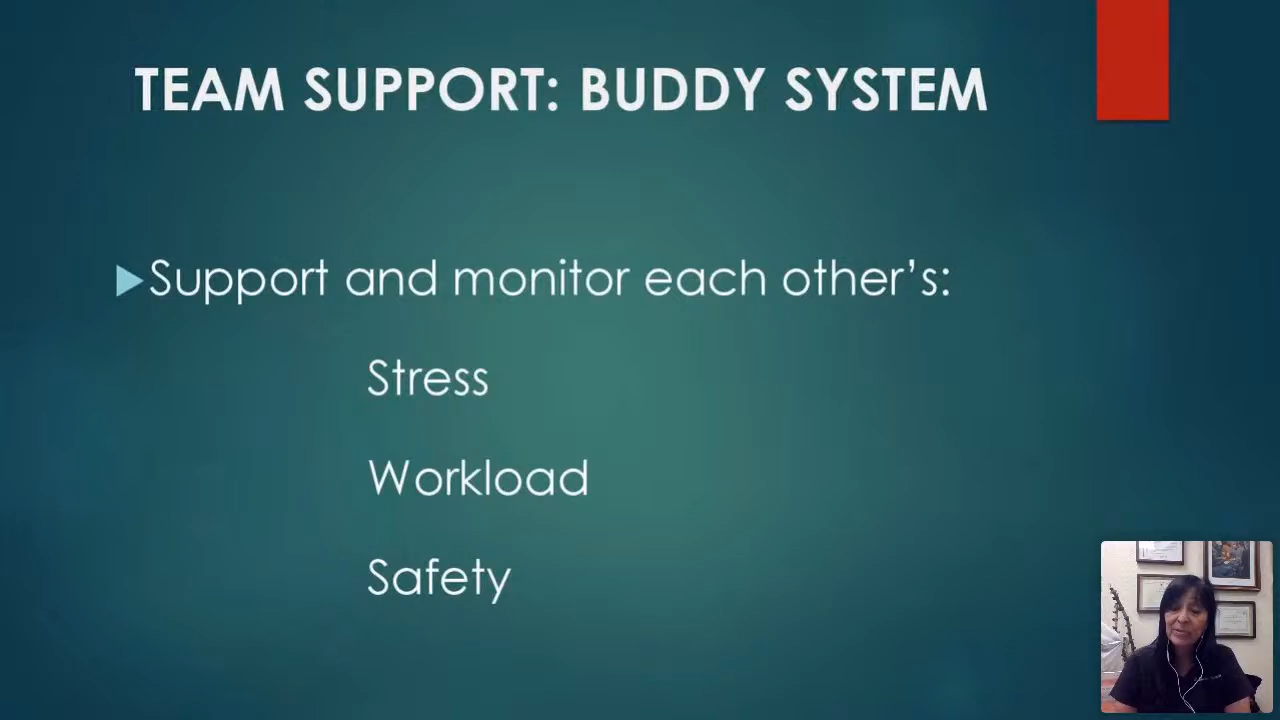 TEAM SUPPORT: BUDDY SYSTEM
Support and monitor each other’s:
Stress
Workload
Safety